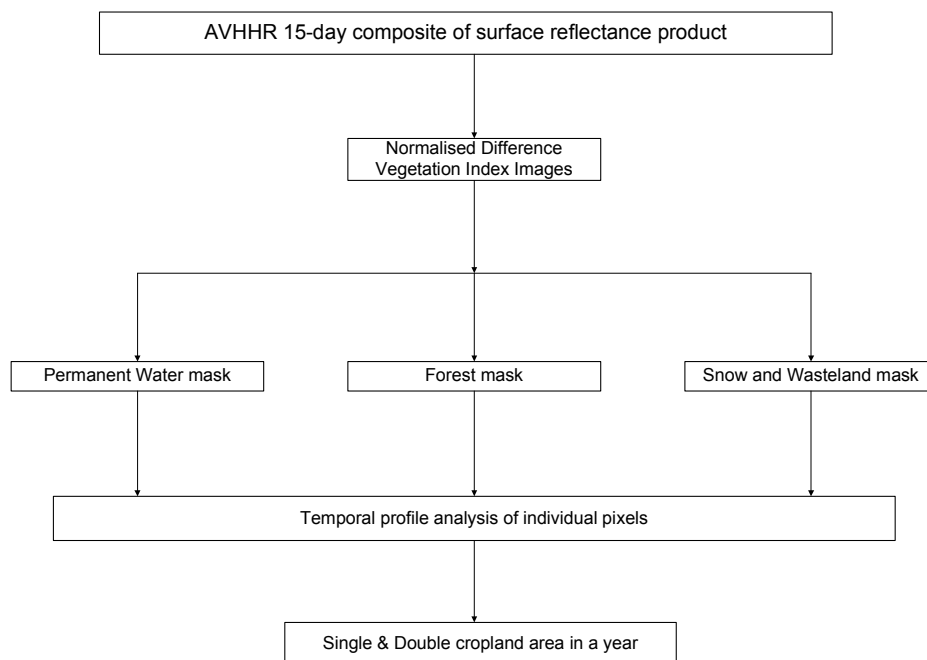 AVHHR 15-day composite of surface reflectance product
Normalised Difference
Vegetation Index Images
Permanent Water mask
Forest mask
Snow and Wasteland mask
Temporal profile analysis of individual pixels
Single & Double cropland area in a year